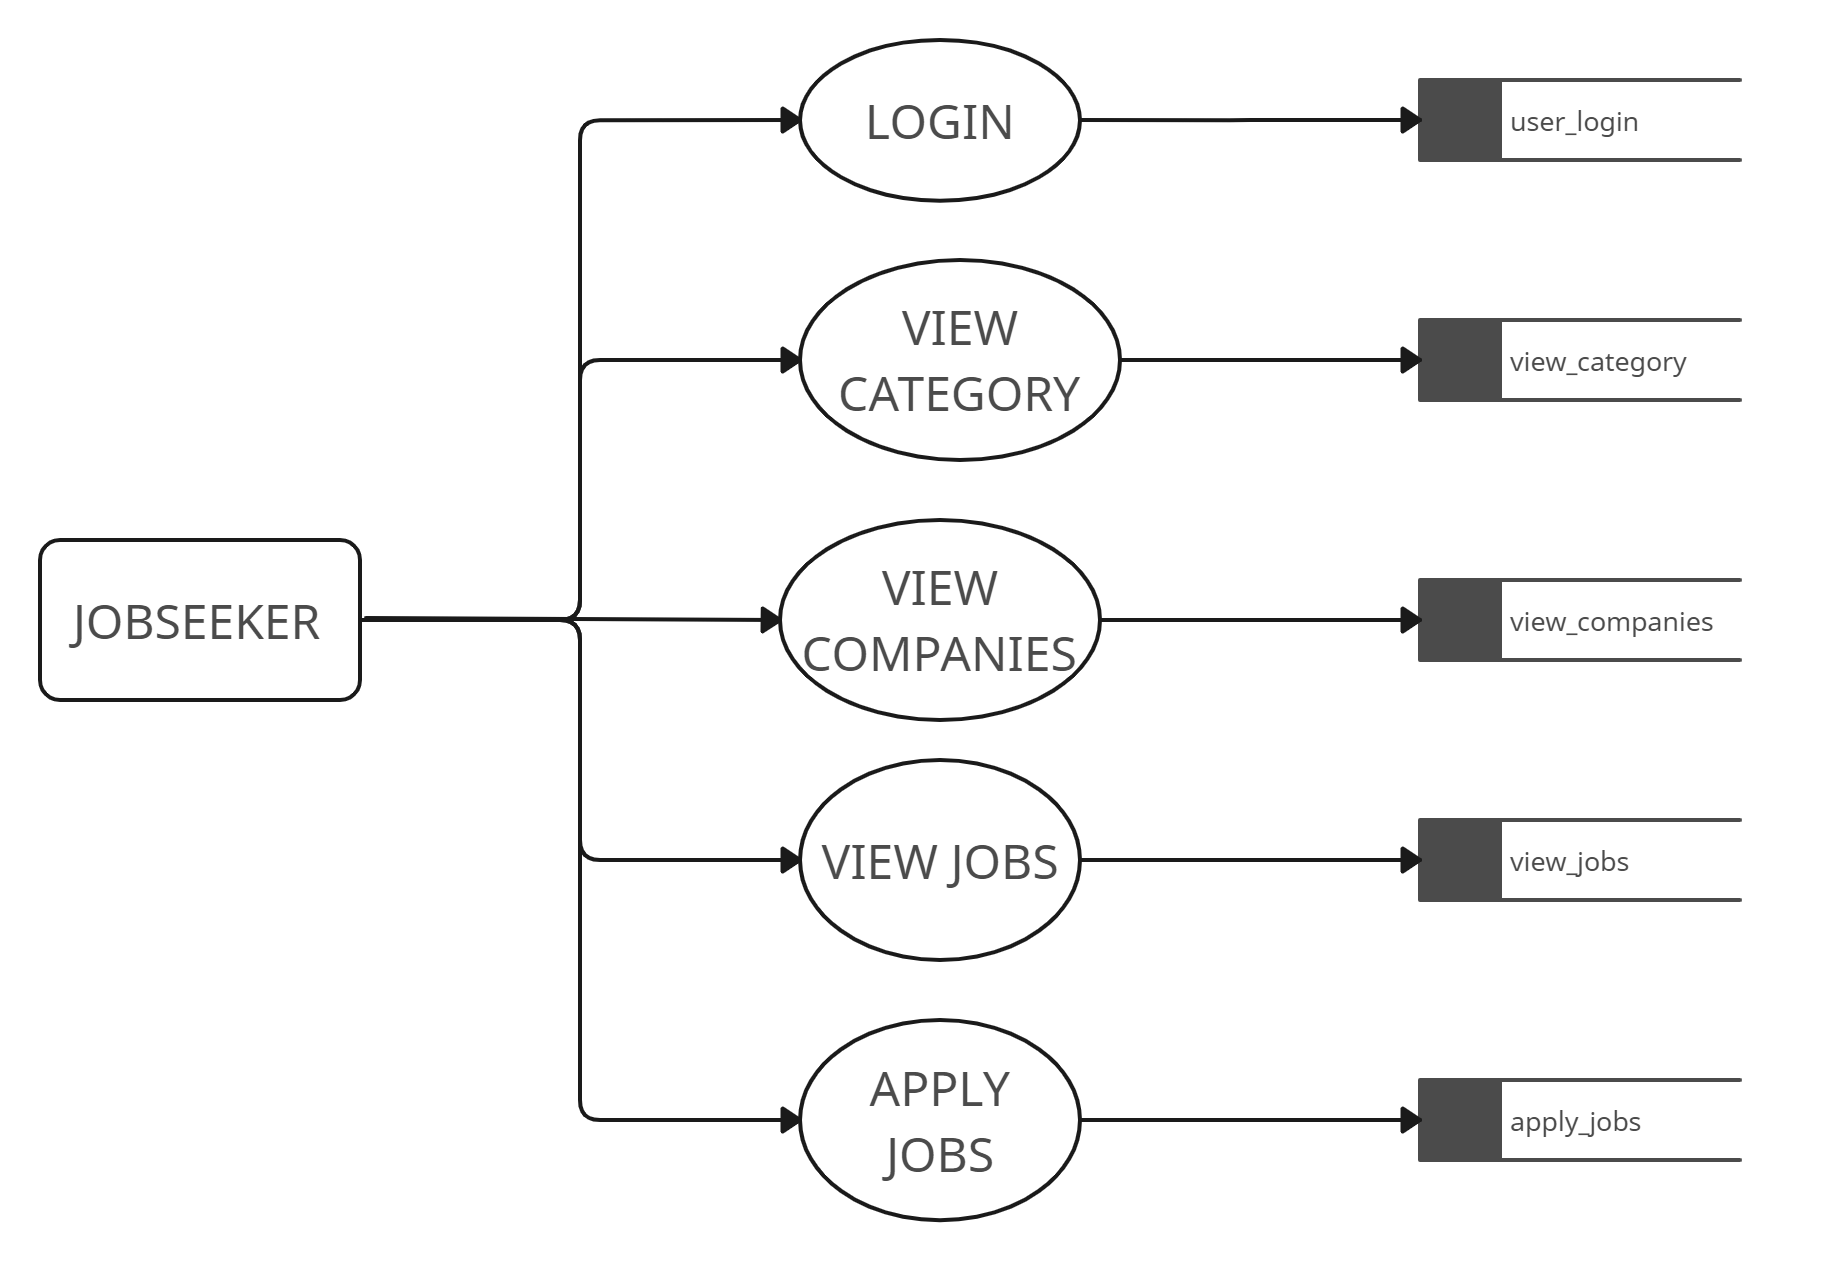 LOGIN
user_login
VIEW
CATEGORY
view_category
JOBSEEKER
VIEW
COMPANIES
view_companies
VIEW JOBS
view_jobs
APPLY
JOBS
apply_jobs